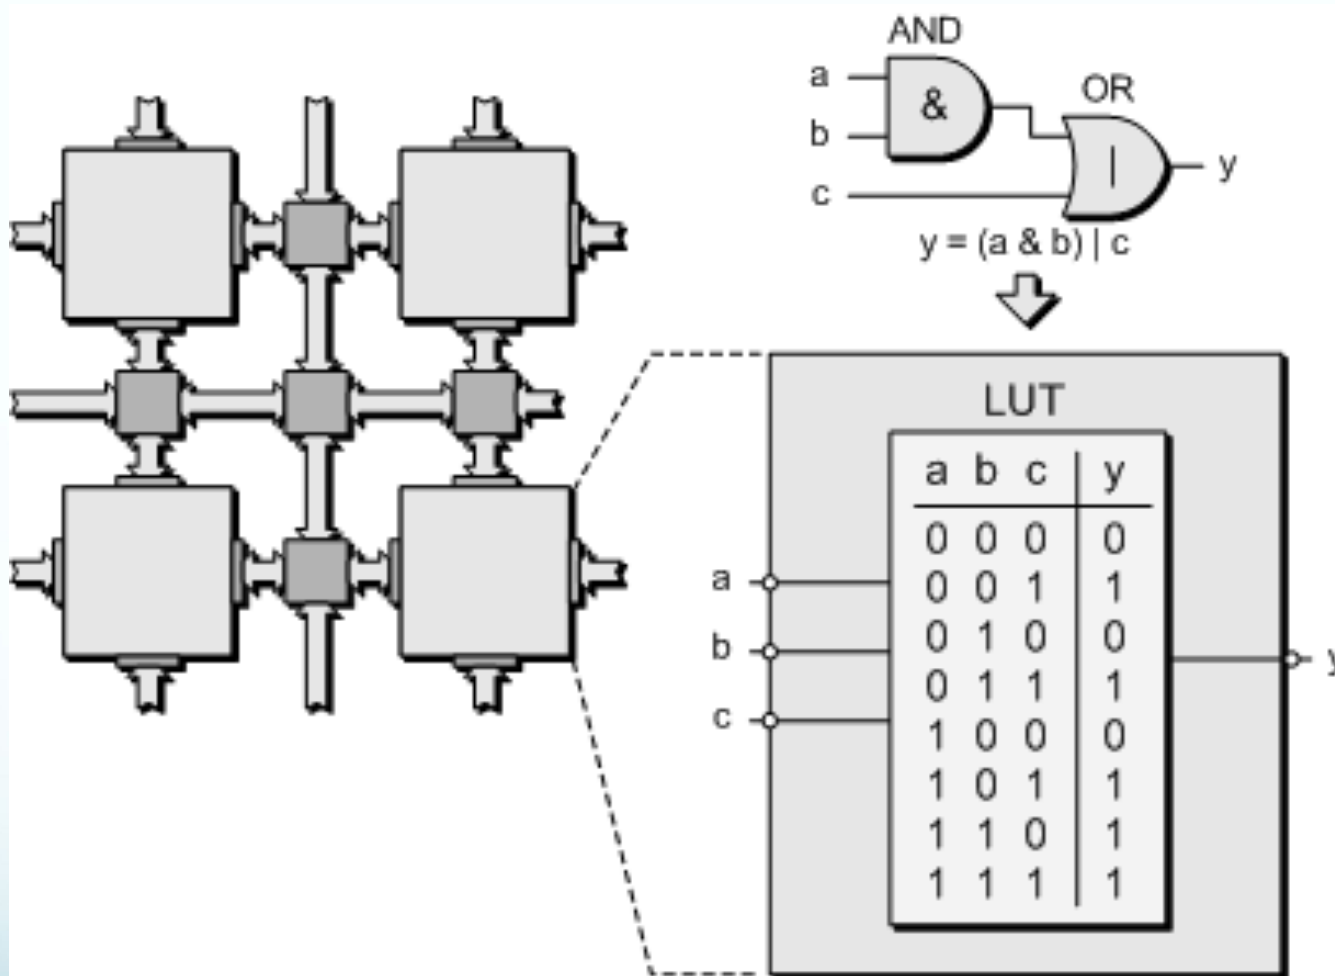 AND
a
&
OR
b
|
y
c
y = (a & b) | c
LUT
a b c y
0 0 0 0
0 0 1 1
0 1 0 0
0 1 1 1
1 0 0 0
1 0 1 1
1 1 0 1
1 1 1 1
a
b
c
y